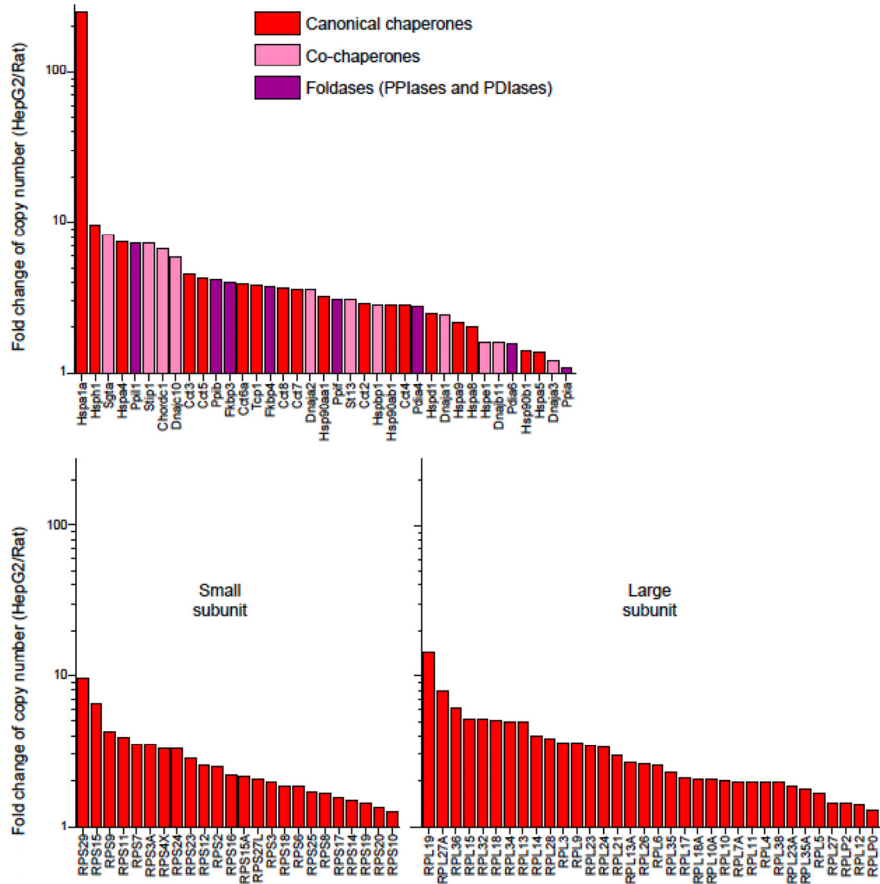 Fold change of copy number (HepG2/Rat)
100
10
1
Canonical chaperones
Co-chaperones
Foldases (PPIases and PDIases)
Hspa1a
Hsph1
Sgta
Hspa4
Ppil1
Stip1
Chordc1
Dnajc10
Cct3
Cct5
Ppib
Fkbp3
Cct6a
Tcp1
Fkbp4
Cct8
Cct7
Dnaja2
Hsp90aa1
Ppif
St13
Cct2
Hspbp1
Hsp90ab1
Cct4
Pdia4
Hspd1
Dnaja1
Hspa9
Hspa8
Hspe1
Dnajb11
Pdia6
Hsp90b1
Hspa5
Dnaja3
Ppia
Fold change of copy number (HepG2/Rat)
100
10
1
Small
subunit
RPS29
RPS15
RPS9
RPS11
RPS7
RPS3A
RPS4X
RPS24
RPS23
RPS12
RPS2
RPS16
RPS15A
RPS27L
RPS3
RPS18
RPS6
RPS25
RPS8
RPS17
RPS14
RPS19
RPS20
RPS10
100
10
1
Large
subunit
RPL19
RPL27A
RPL36
RPL15
RPL32
RPL18
RPL34
RPL13
RPL14
RPL28
RPL3
RPL9
RPL23
RPL24
RPL21
RPL13A
RPL26
RPL6
RPL35
RPL17
RPL18A
RPL10A
RPL10
RPL7A
RPL11
RPL4
RPL38
RPL23A
RPL35A
RPL5
RPL27
RPLP2
RPL12
RPLP0